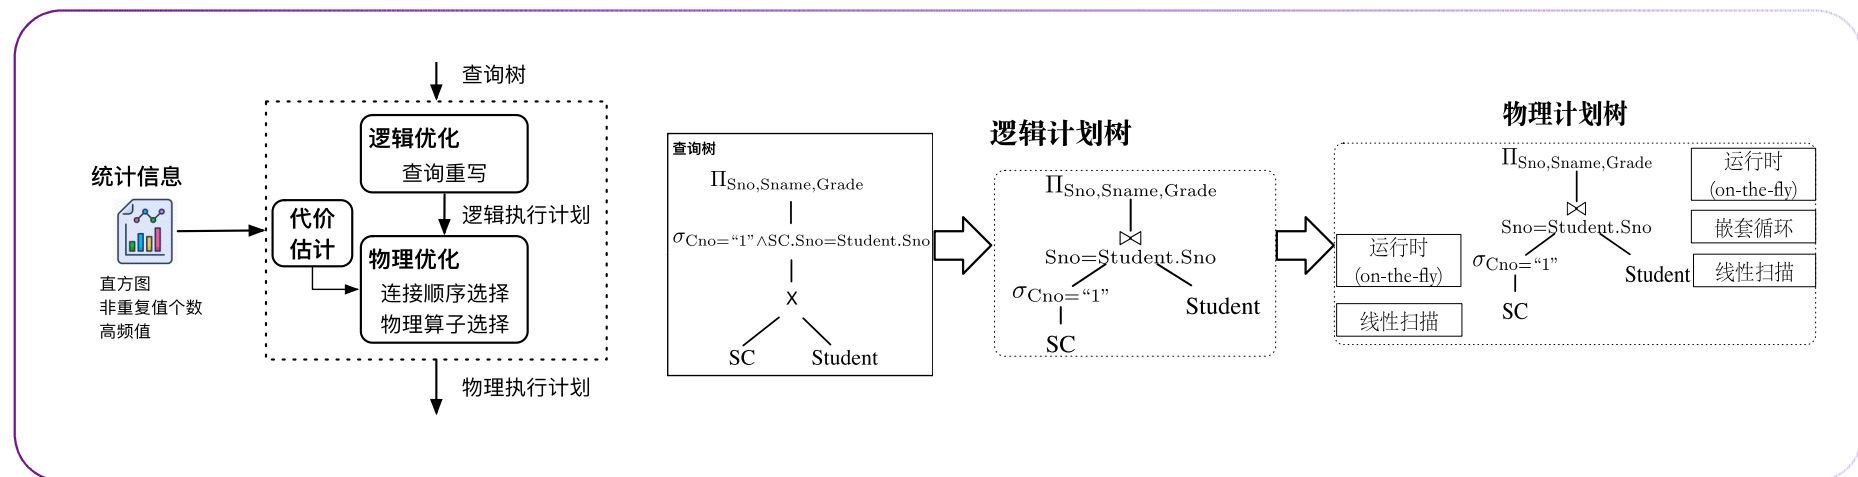 查询树
逻辑优化
查询重写
统计信息
代价
估计
逻辑执行计划
物理优化
连接顺序选择
物理算子选择
直方图
非重复值个数
高频值
物理执行计划
查询树
Π Sno,Sname,Grade
σ Cno=“1”∧SC.Sno=Student.Sno
X
SC Student
逻辑计划树
Π Sno,Sname,Grade
⋈
Sno=Student.Sno
σ Cno=“1”
Student
SC
物理计划树
Π Sno,Sname,Grade
运行时
(on-the-fly)
⋈
Sno=Student.Sno
嵌套循环
运行时
(on-the-fly)
σ Cno=“1”
Student
线性扫描
SC
线性扫描